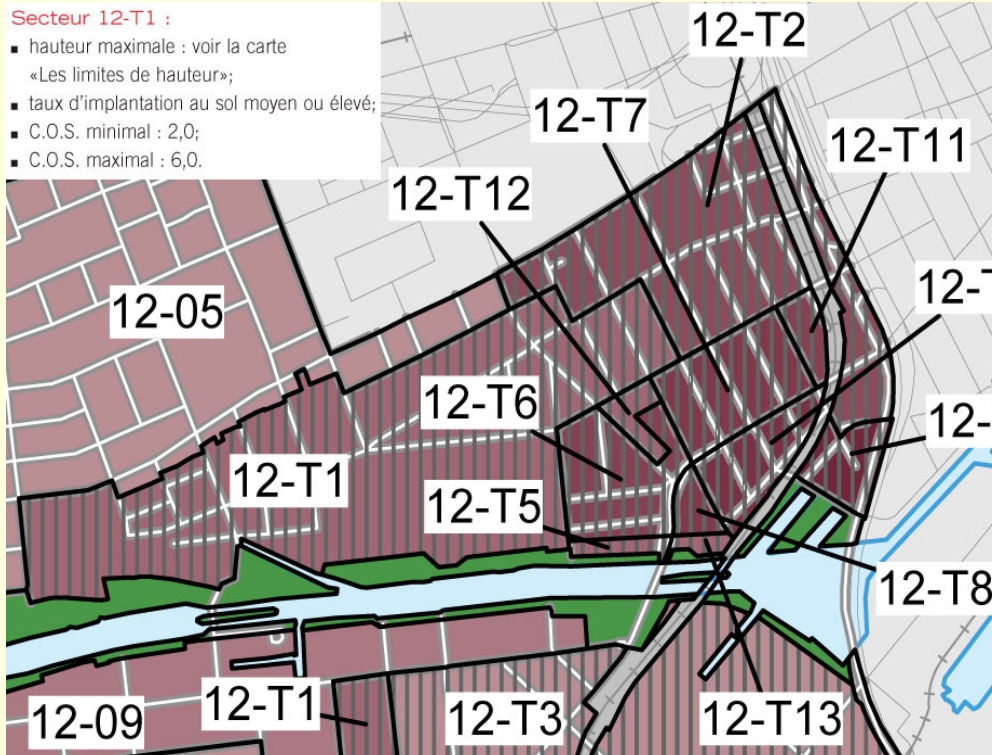 Secteur 12-T1 :
▪ hauteur maximale : voir la carte
«Les limites de hauteur»;
▪ taux d'implantation au sol moyen ou élevé;
▪ C.O.S. minimal : 2,0;
▪ C.O.S. maximal : 6,0.
12-T2
12-T7
12-T11
12-T12
12-05
12-T
12-T6
12-
12-T1
12-T5
12-T8
12-T1
12-09
12-T3
12-T13